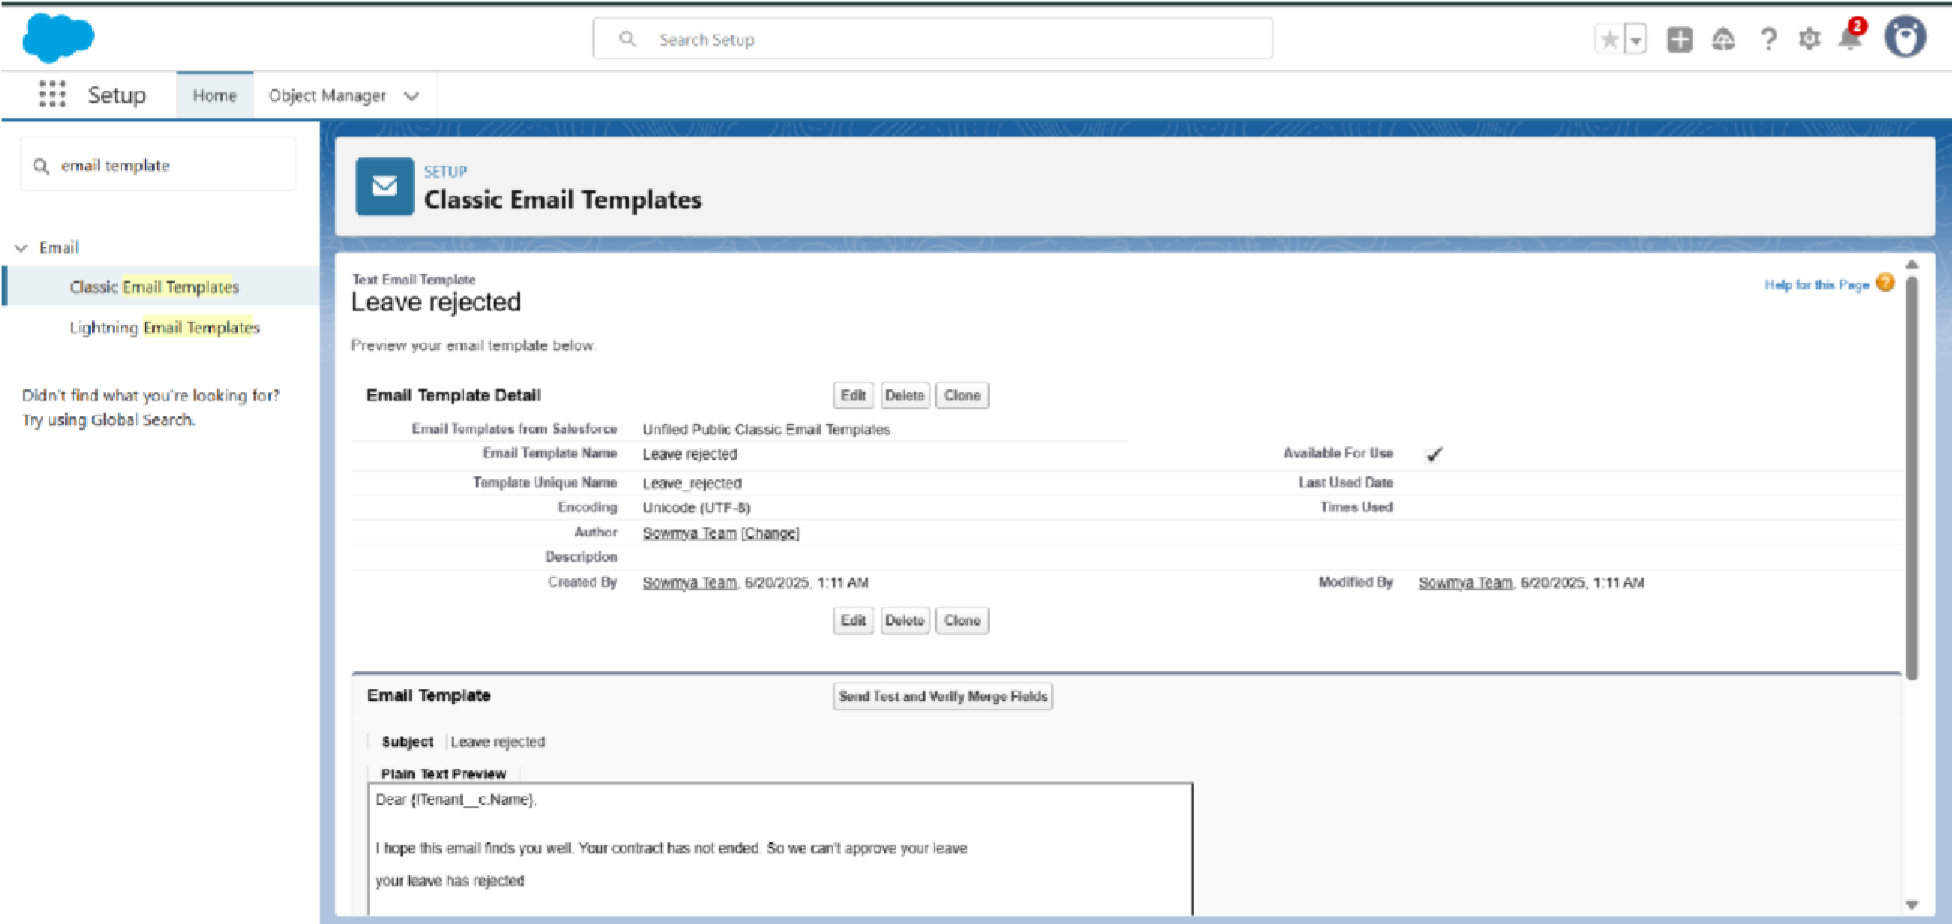 Search Setup
2
Setup
Home
Object Manager
email template
Email
Classic Email Templates
Lightning Email Templates
Didn't find what you're looking for?
Try using Global Search.
SETUP
Classic Email Templates
Text Email Template
Leave rejected
Help for this Page ?
Preview your email template below.
Email Template Detail Edit Delete Clone
Email Templates from Salesforce Unfiled Public Classic Email Templates
Email Template Name Leave rejected Available For Use ✓
Template Unique Name Leave_rejected Last Used Date
Encoding Unicode (UTF-8) Times Used
Author Sowmya Team [Change]
Description
Created By Sowmya Team, 6/20/2025, 1:11 AM Modified By Sowmya Team, 6/20/2025, 1:11 AM
Edit Delete Clone
Email Template Send Test and Verify Merge Fields
Subject Leave rejected
Plain Text Preview
Dear {!Tenant__c.Name},
I hope this email finds you well. Your contract has not ended. So we can't approve your leave
your leave has rejected